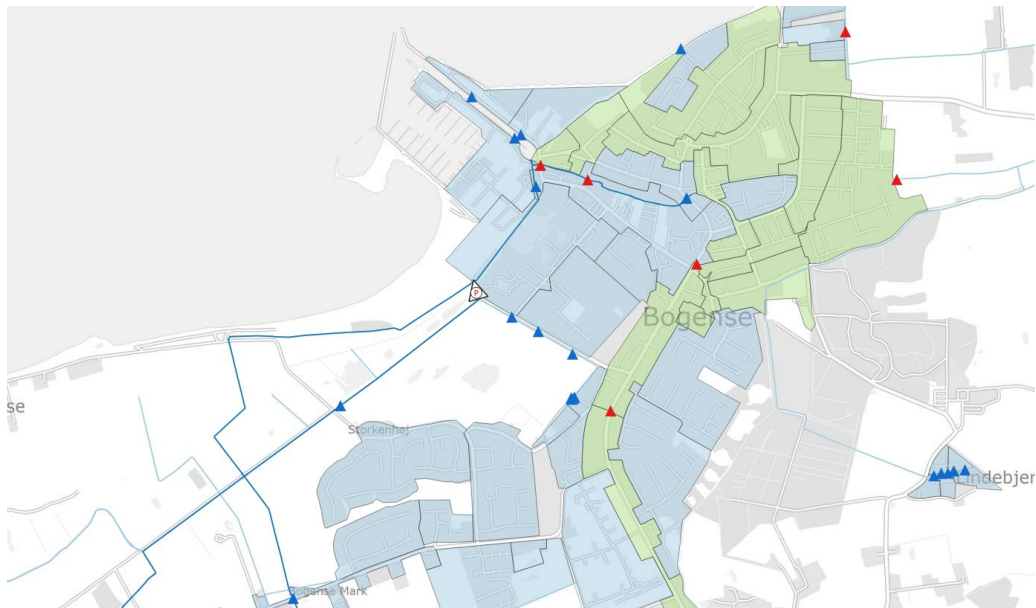 P
Bogense
se
Storkenhøj
Lindebjer
Bogense Mark